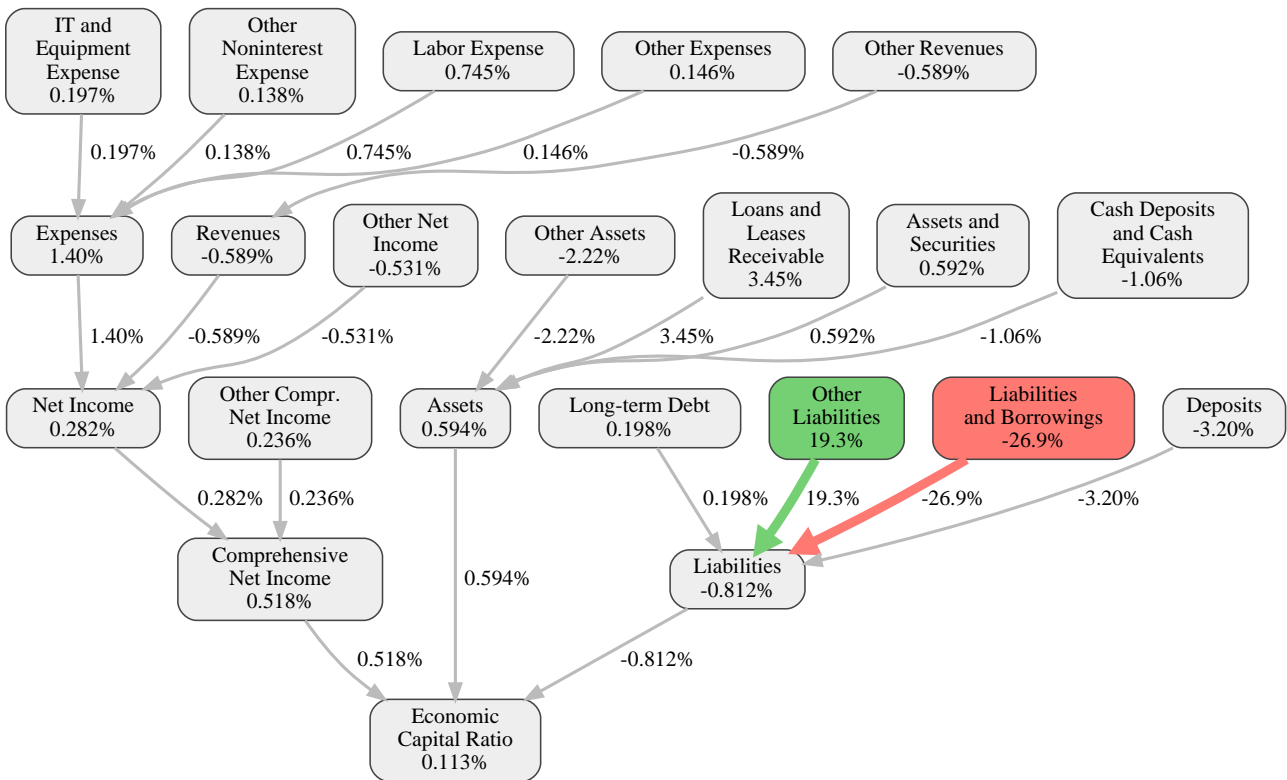 IT and
Equipment
Expense
0.197%
Other
Noninterest
Expense
0.138%
Labor Expense
0.745%
Other Expenses
0.146%
Other Revenues
-0.589%
0.197%
0.138%
0.745%
0.146%
-0.589%
Expenses
1.40%
Revenues
-0.589%
Other Net
Income
-0.531%
Other Assets
-2.22%
Loans and
Leases
Receivable
3.45%
Assets and
Securities
0.592%
Cash Deposits
and Cash
Equivalents
-1.06%
1.40%
-0.589%
-0.531%
-2.22%
3.45%
0.592%
-1.06%
Net Income
0.282%
Other Compr.
Net Income
0.236%
Assets
0.594%
Long-term Debt
0.198%
Other
Liabilities
19.3%
Liabilities
and Borrowings
-26.9%
Deposits
-3.20%
0.282%
0.236%
0.198%
19.3%
-26.9%
-3.20%
Comprehensive
Net Income
0.518%
0.594%
Liabilities
-0.812%
0.518%
-0.812%
Economic
Capital Ratio
0.113%